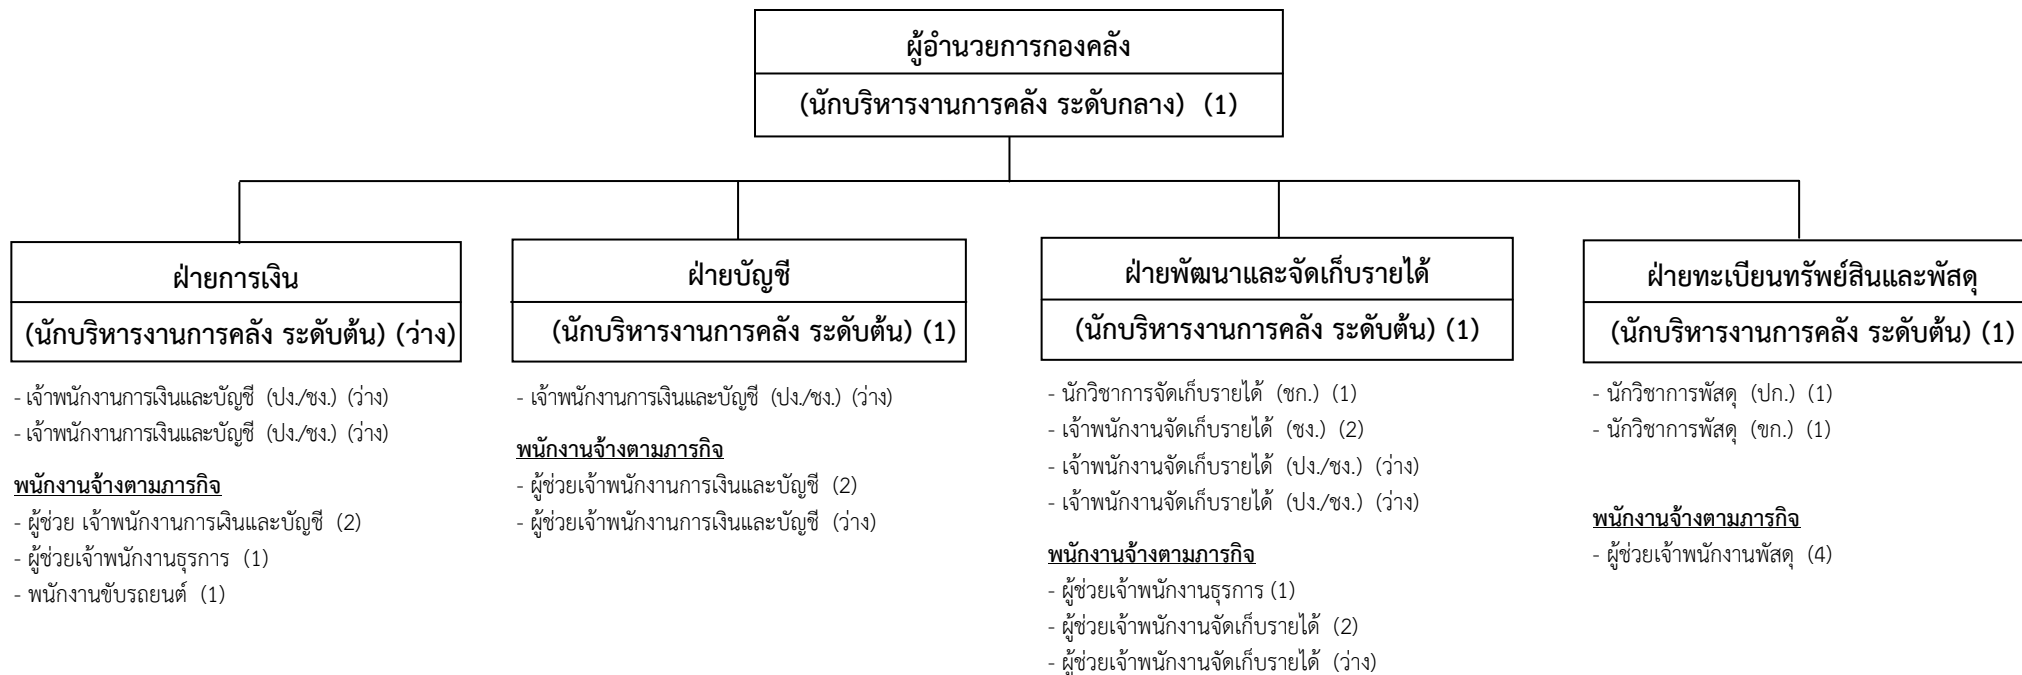 ผู้อำนวยการกองคลัง
(นักบริหารงานการคลัง ระดับกลาง) (1)
ฝ่ายการเงิน
(นักบริหารงานการคลัง ระดับต้น) (ว่าง)
- เจ้าพนักงานการเงินและบัญชี (ปง./ชง.) (ว่าง)
- เจ้าพนักงานการเงินและบัญชี (ปง./ชง.) (ว่าง)
พนักงานจ้างตามภารกิจ
- ผู้ช่วย เจ้าพนักงานการเงินและบัญชี (2)
- ผู้ช่วยเจ้าพนักงานธุรการ (1)
- พนักงานขับรถยนต์ (1)
ฝ่ายบัญชี
(นักบริหารงานการคลัง ระดับต้น) (1)
- เจ้าพนักงานการเงินและบัญชี (ปง./ชง.) (ว่าง)
พนักงานจ้างตามภารกิจ
- ผู้ช่วยเจ้าพนักงานการเงินและบัญชี (2)
- ผู้ช่วยเจ้าพนักงานการเงินและบัญชี (ว่าง)
ฝ่ายพัฒนาและจัดเก็บรายได้
(นักบริหารงานการคลัง ระดับต้น) (1)
- นักวิชาการจัดเก็บรายได้ (ชก.) (1)
- เจ้าพนักงานจัดเก็บรายได้ (ชง.) (2)
- เจ้าพนักงานจัดเก็บรายได้ (ปง./ชง.) (ว่าง)
- เจ้าพนักงานจัดเก็บรายได้ (ปง./ชง.) (ว่าง)
พนักงานจ้างตามภารกิจ
- ผู้ช่วยเจ้าพนักงานธุรการ (1)
- ผู้ช่วยเจ้าพนักงานจัดเก็บรายได้ (2)
- ผู้ช่วยเจ้าพนักงานจัดเก็บรายได้ (ว่าง)
ฝ่ายทะเบียนทรัพย์สินและพัสดุ
(นักบริหารงานการคลัง ระดับต้น) (1)
- นักวิชาการพัสดุ (ปก.) (1)
- นักวิชาการพัสดุ (ขก.) (1)
พนักงานจ้างตามภารกิจ
- ผู้ช่วยเจ้าพนักงานพัสดุ (4)